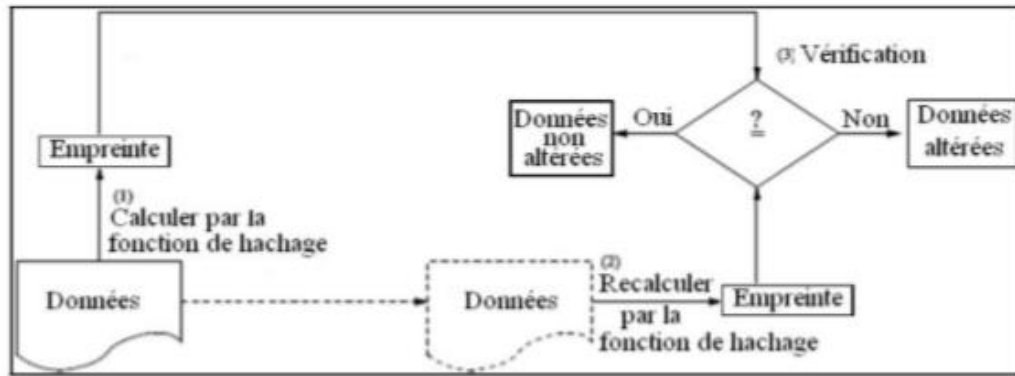 (3) Vérification
Données
non
altérées
Oui
?
=
Non
Données
altérées
Empreinte
(1)
Calculer par la
fonction de hachage
Données
Données
(2)
Recalculer
par la
fonction de hachage
Empreinte